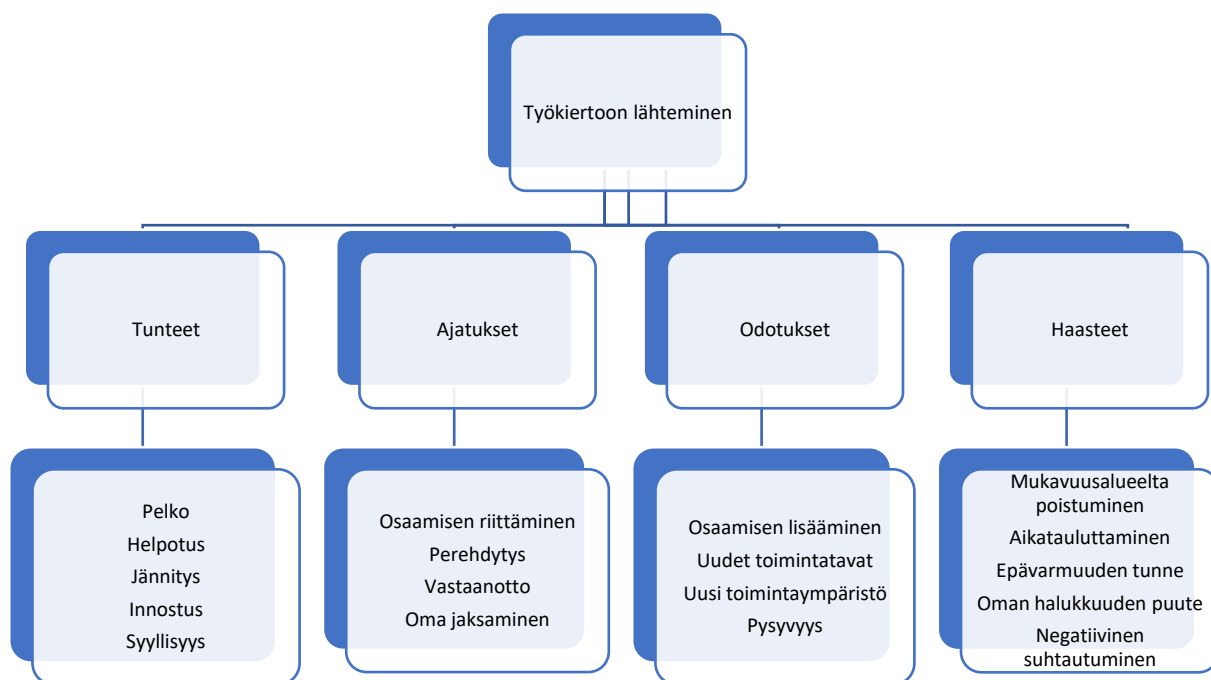 Työkiertoon lähteminen
Tunteet
Ajatukset
Odotukset
Haasteet
Pelko
Helpotus
Jännitys
Innostus
Syyllisyys
Osaamisen riittäminen
Perehdytys
Vastaanotto
Oma jaksaminen
Osaamisen lisääminen
Uudet toimintatavat
Uusi toimintaympäristö
Pysyvyys
Mukavuusalueelta
poistuminen
Aikatauluttaminen
Epävarmuuden tunne
Oman halukkuuden puute
Negatiivinen
suhtautuminen